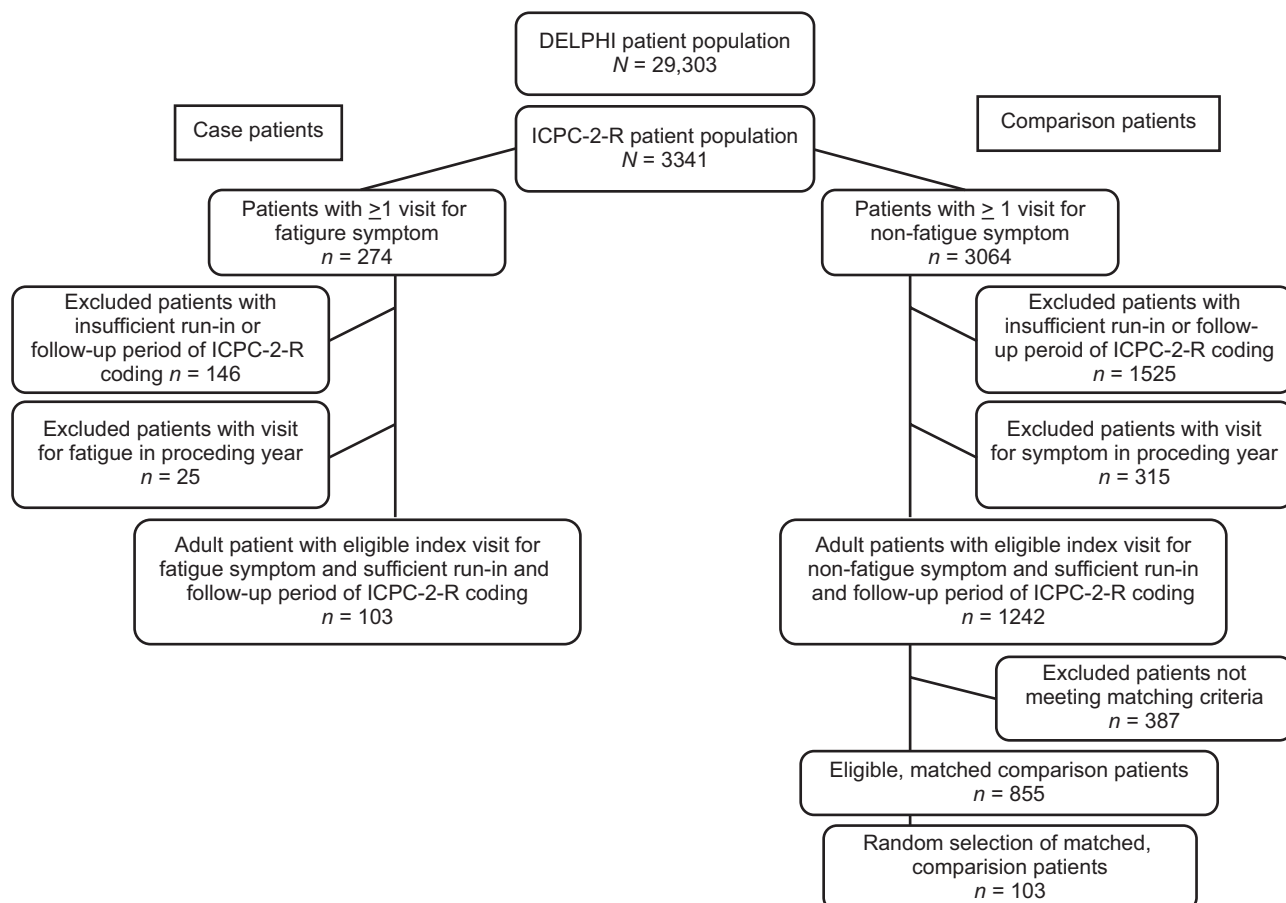 DELPHI patient population
N = 29,303
Case patients
Comparison patients
ICPC-2-R patient population
N = 3341
Patients with ≥1 visit for
fatigure symptom
n = 274
Patients with ≥ 1 visit for
non-fatigue symptom
n = 3064
Excluded patients with
insufficient run-in or
follow-up period of ICPC-2-R
coding n = 146
Excluded patients with
insufficient run-in or follow-
up peroid of ICPC-2-R coding
n = 1525
Excluded patients with visit
for fatigue in proceding year
n = 25
Excluded patients with visit
for symptom in proceding year
n = 315
Adult patient with eligible index visit for
fatigue symptom and sufficient run-in and
follow-up period of ICPC-2-R coding
n = 103
Adult patients with eligible index visit for
non-fatigue symptom and sufficient run-in
and follow-up period of ICPC-2-R coding
n = 1242
Excluded patients not
meeting matching criteria
n = 387
Eligible, matched comparison patients
n = 855
Random selection of matched,
comparision patients
n = 103